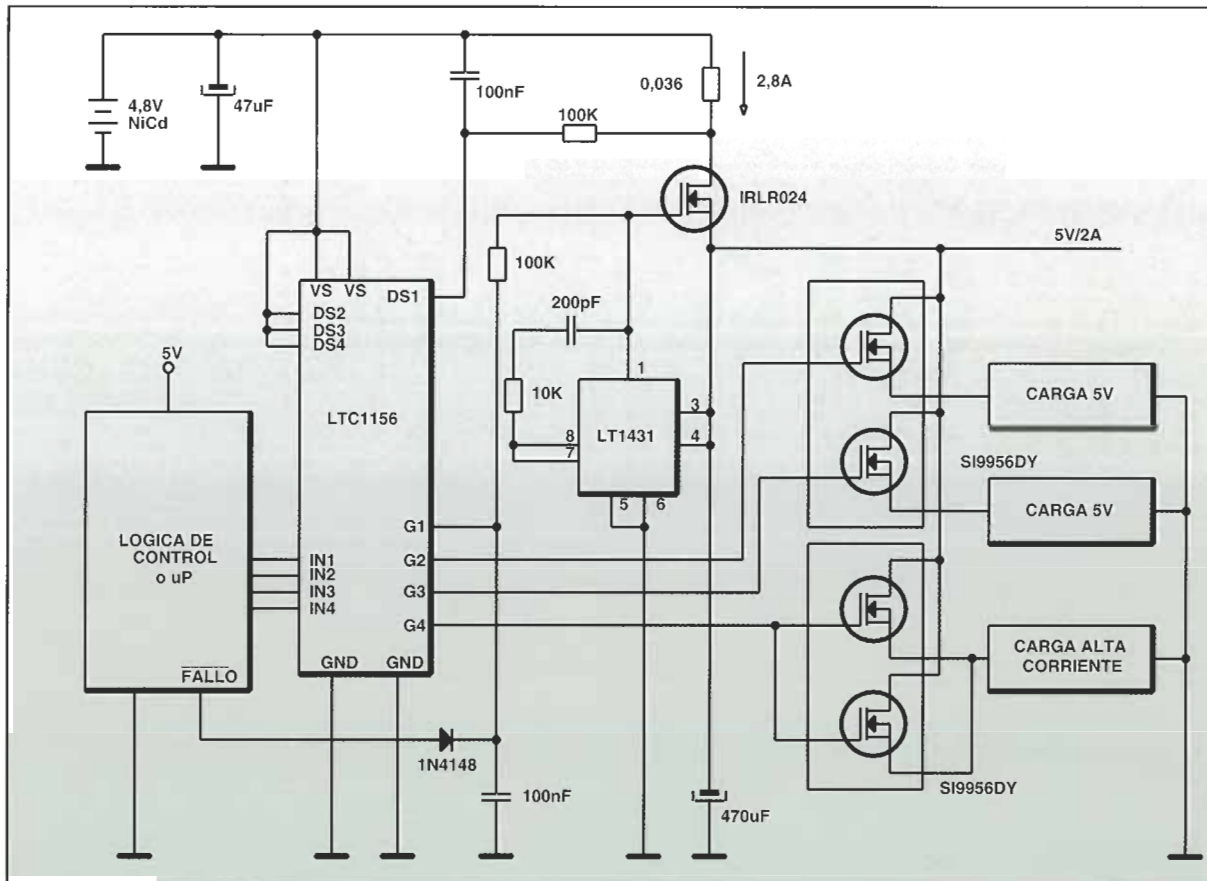 4,8V
NiCd
47uF
100nF
0,036
2,8A
100K
IRLR024
5V/2A
100K
200pF
10K
VS VS
DS1
DS2
DS3
DS4
LTC1156
G1
G2
G3
G4
IN1
IN2
IN3
IN4
GND GND
5V
LOGICA DE
CONTROL
o uP
FALLO
1
LT1431
3
4
8
7
5 6
CARGA 5V
SI9956DY
CARGA 5V
CARGA ALTA
CORRIENTE
SI9956DY
1N4148
100nF
470uF